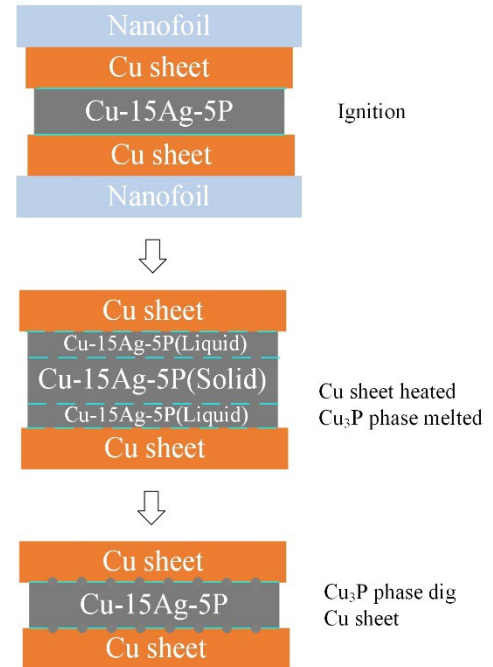 Nanofoil
Cu sheet
Cu-15Ag-5P
Cu sheet
Nanofoil
Ignition
Cu sheet
Cu-15Ag-5P(Liquid)
Cu-15Ag-5P(Solid)
Cu-15Ag-5P(Liquid)
Cu sheet
Cu sheet heated
Cu₃P phase melted
Cu sheet
Cu-15Ag-5P
Cu sheet
Cu₃P phase dig
Cu sheet